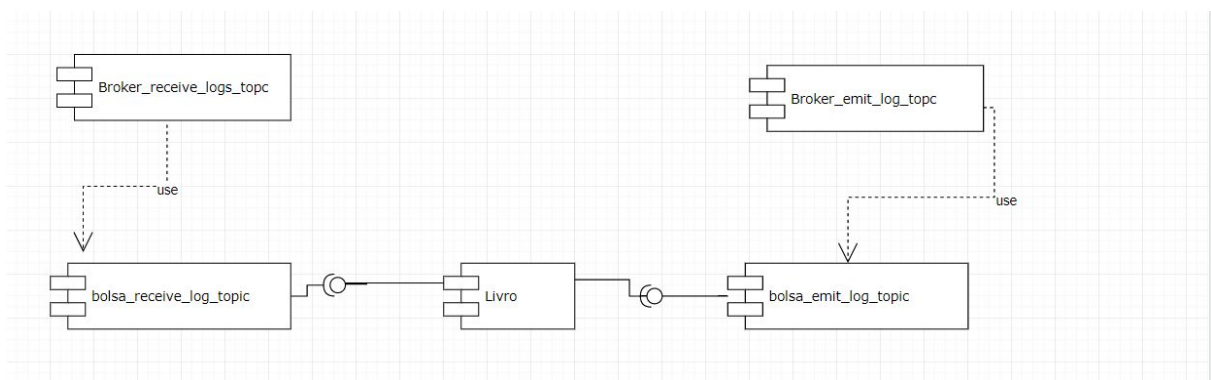 Broker_receive_logs_topc
Broker_emit_log_topc
use
use
bolsa_receive_log_topic
Livro
bolsa_emit_log_topic